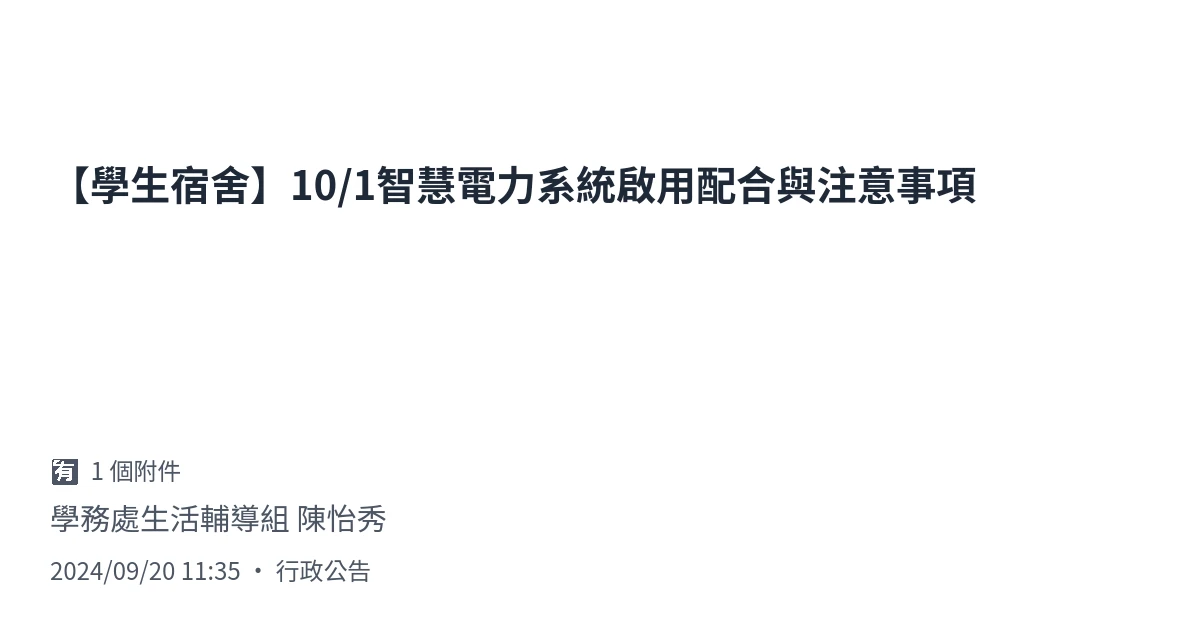 【學生宿舍】10/1智慧電力系統啟用配合與注意事項
有 1 個附件
學務處生活輔導組 陳怡秀
2024/09/20 11:35 • 行政公告